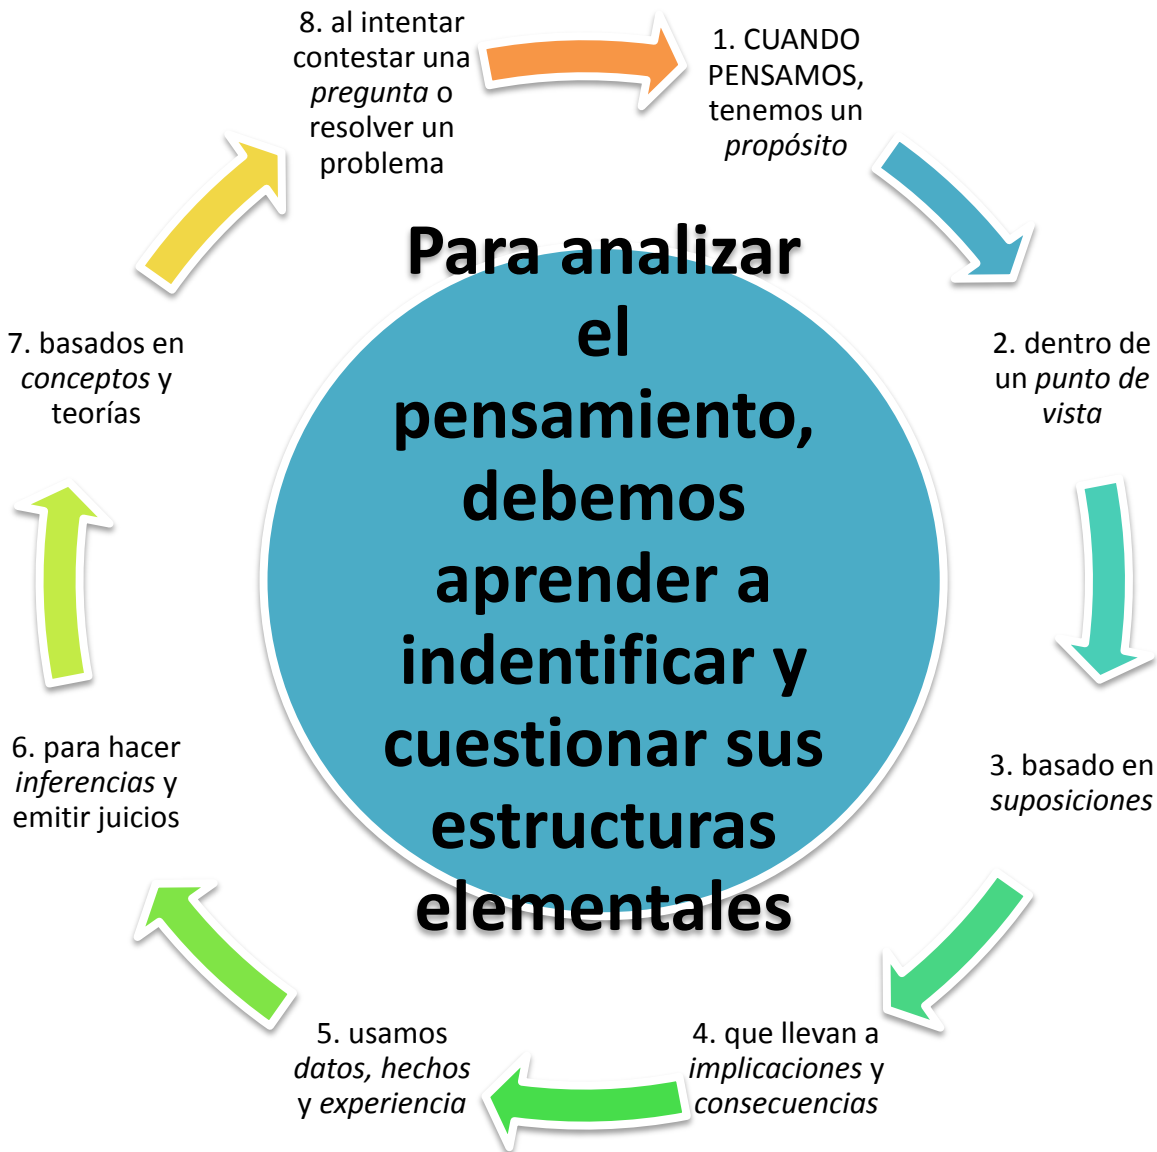 8. al intentar
contestar una
pregunta o
resolver un
problema
1. CUANDO
PENSAMOS,
tenemos un
propósito
2. dentro de
un punto de
vista
3. basado en
suposiciones
4. que llevan a
implicaciones y
consecuencias
5. usamos
datos, hechos
y experiencia
6. para hacer
inferencias y
emitir juicios
7. basados en
conceptos y
teorías
Para analizar
el
pensamiento,
debemos
aprender a
indentificar y
cuestionar sus
estructuras
elementales